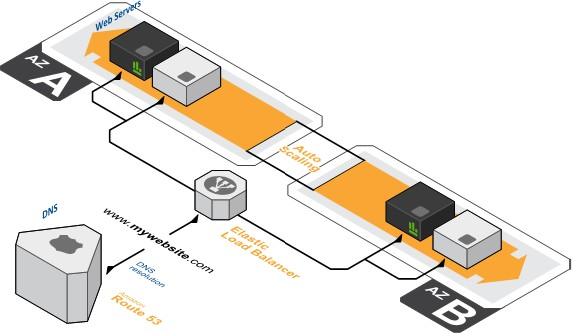 Web Servers
AZ
A
Auto
Scaling
DNS
www.mywebsite.com
Elastic
Load Balancer
DNS
resolution
Amazon
Route 53
AZ
B